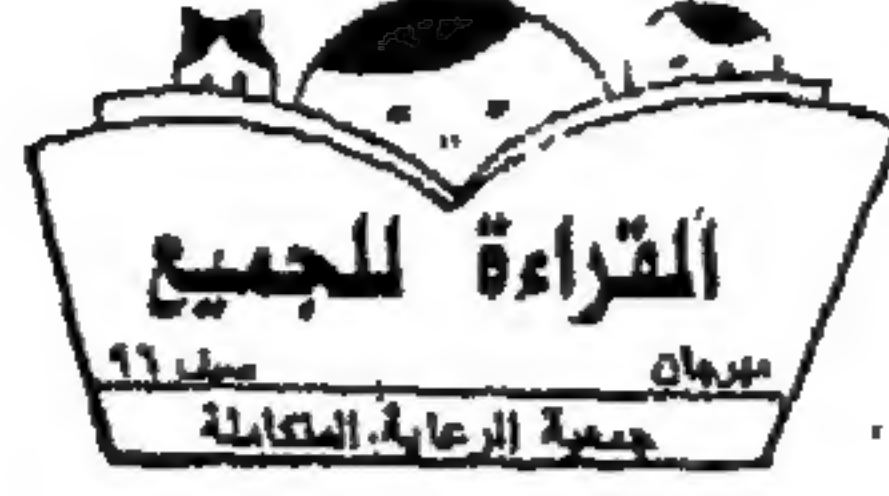 القراءة للجميع
مهرجان صيف ٩٦
جمعية الرعاية المتكاملة